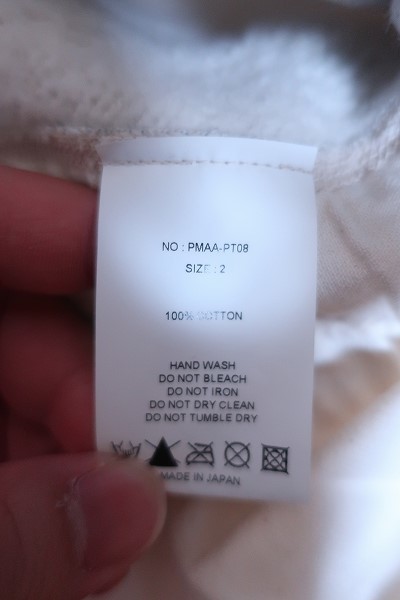 NO : PMAA-PT08
SIZE : 2
100% COTTON
HAND WASH
DO NOT BLEACH
DO NOT IRON
DO NOT DRY CLEAN
DO NOT TUMBLE DRY
MADE IN JAPAN